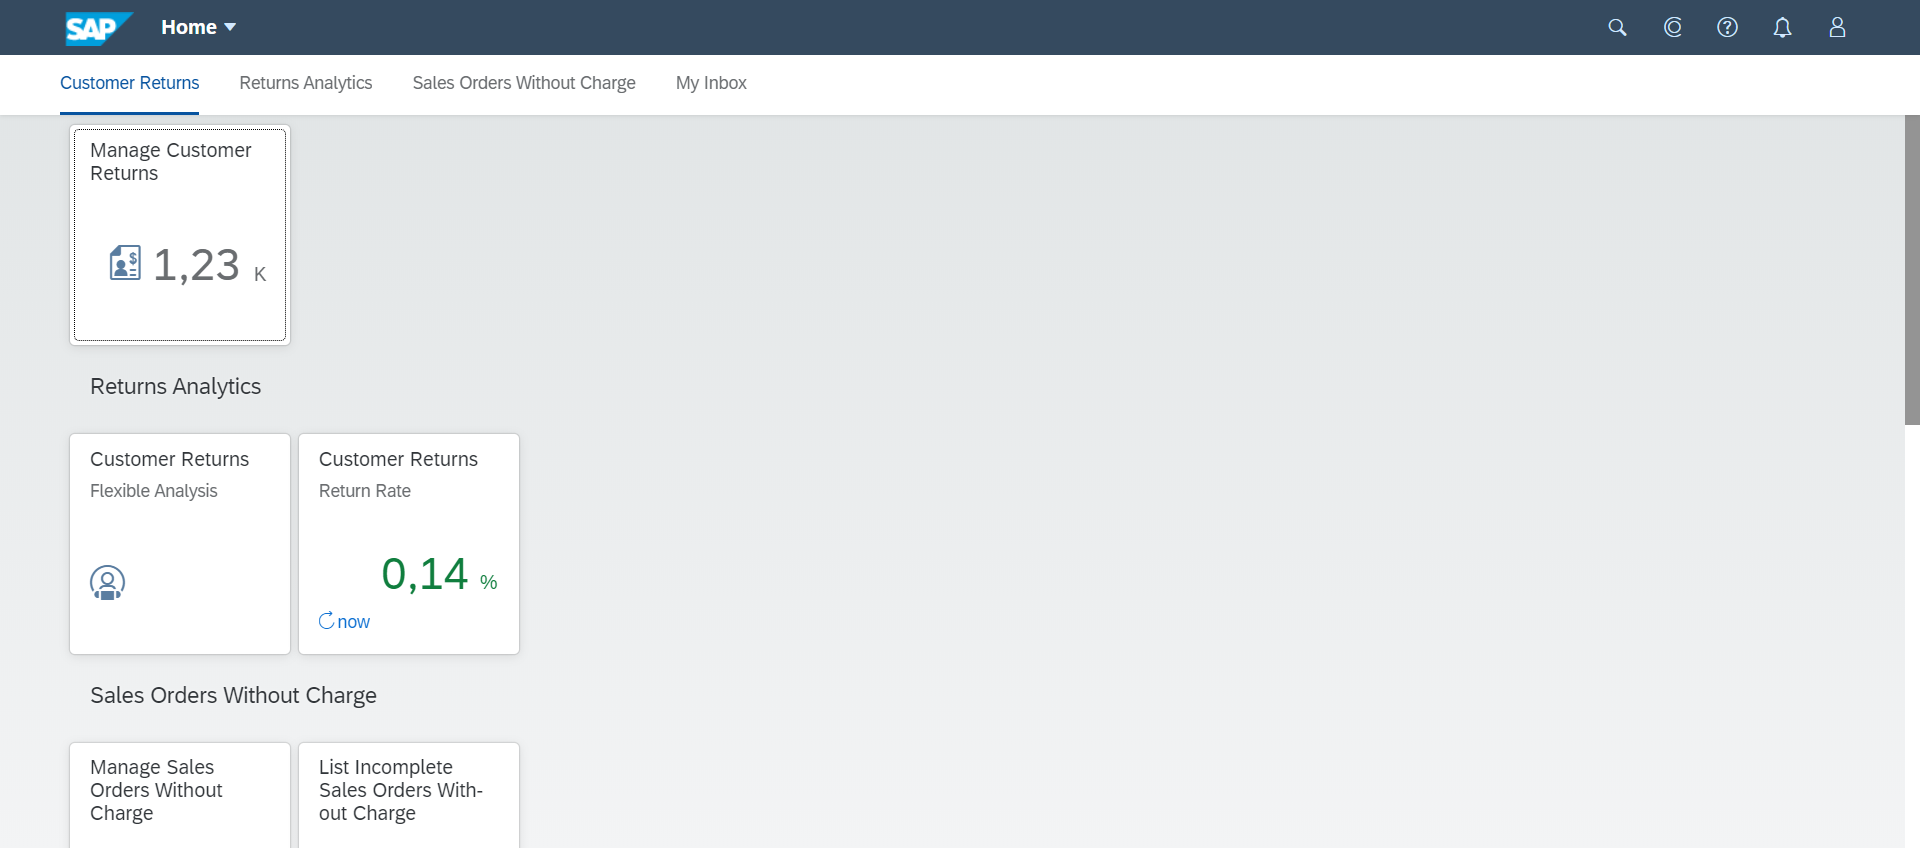 SAP Home
Customer Returns Returns Analytics Sales Orders Without Charge My Inbox
Manage Customer
Returns
$ 1,23 K
Returns Analytics
Customer Returns
Flexible Analysis
Customer Returns
Return Rate
0,14 %
now
Sales Orders Without Charge
Manage Sales
Orders Without
Charge
List Incomplete
Sales Orders With-
out Charge